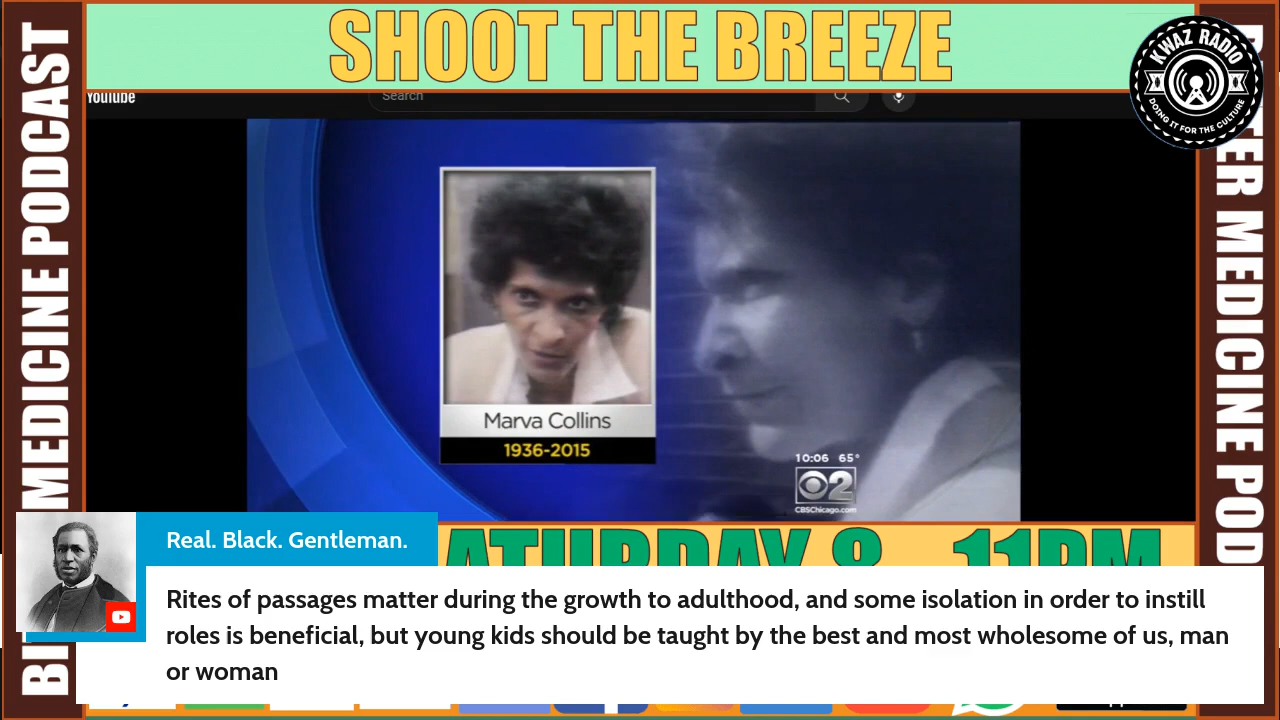 SHOOT THE BREEZE
KWAZ RADIO
DOING IT FOR THE CULTURE
YouTube
Search
MEDICINE PODCAST
MEDICINE POD
Marva Collins
1936-2015
10:06 65°
2
CBSChicago.com
Real. Black. Gentleman.
Rites of passages matter during the growth to adulthood, and some isolation in order to instill
roles is beneficial, but young kids should be taught by the best and most wholesome of us, man
or woman